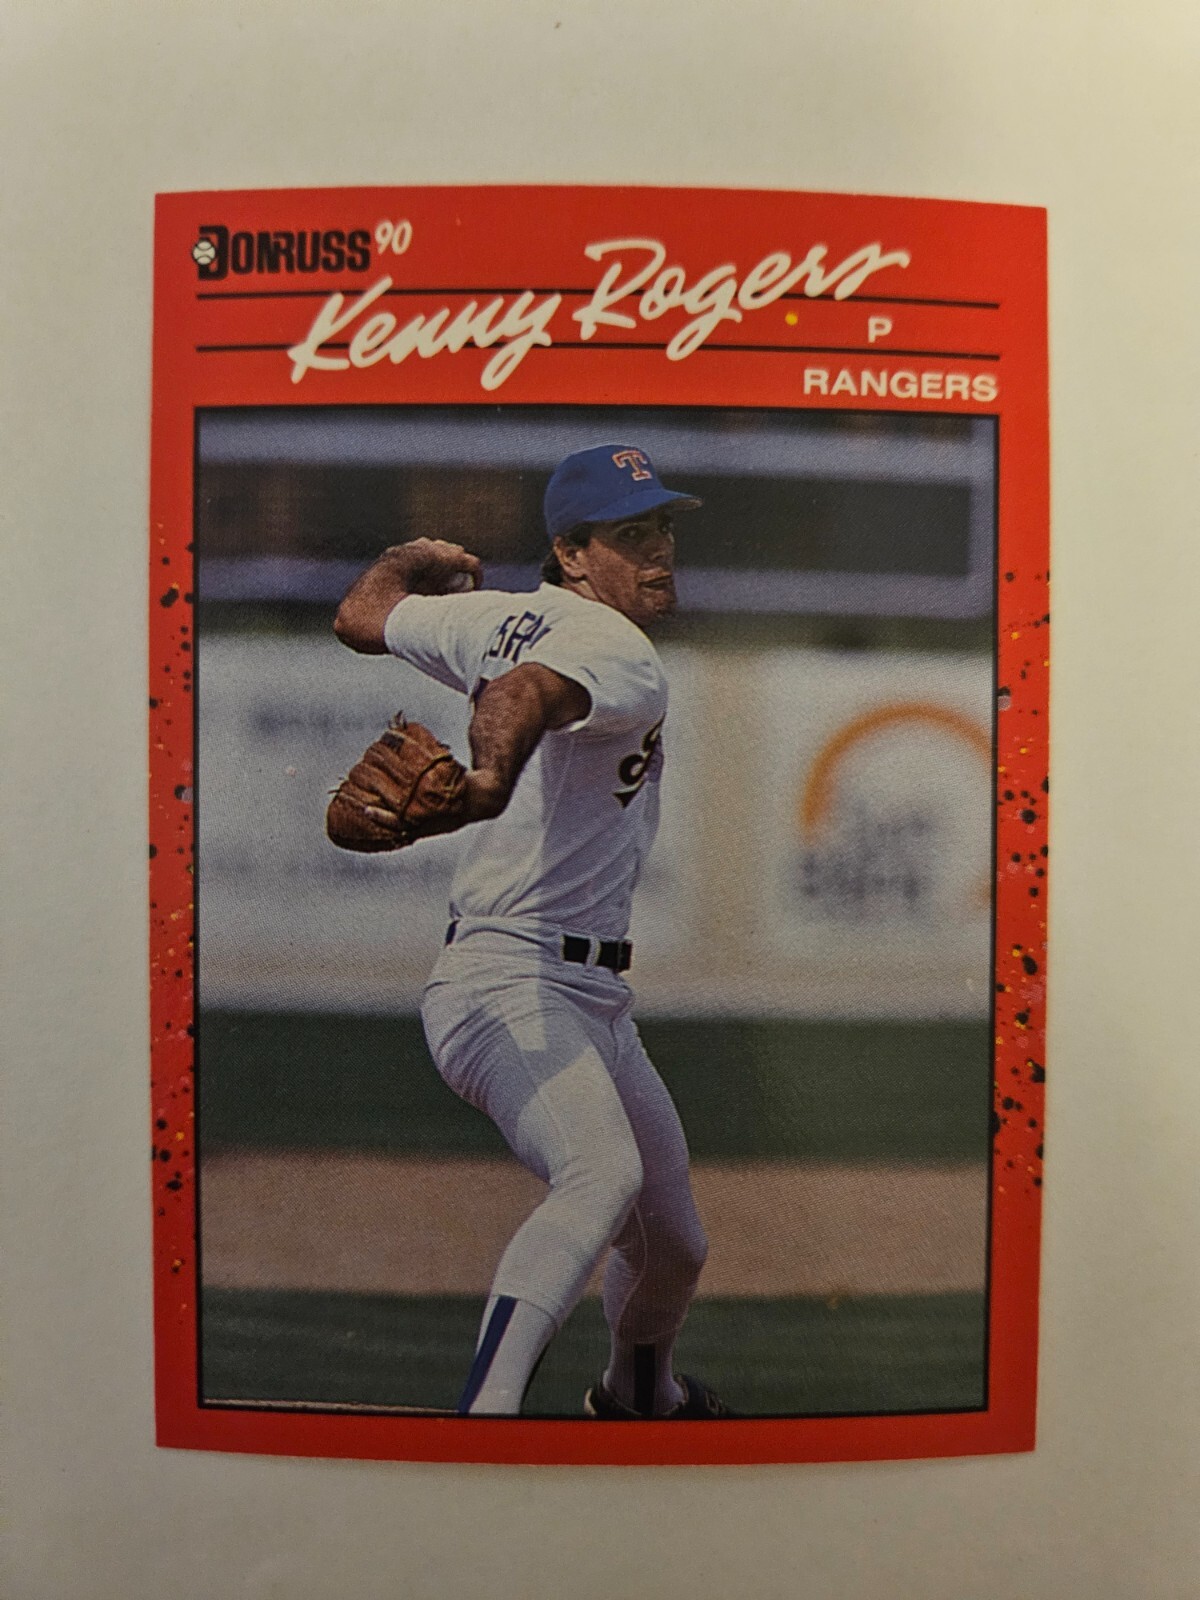 DONRUSS 90
Kenny Rogers
P
RANGERS
T